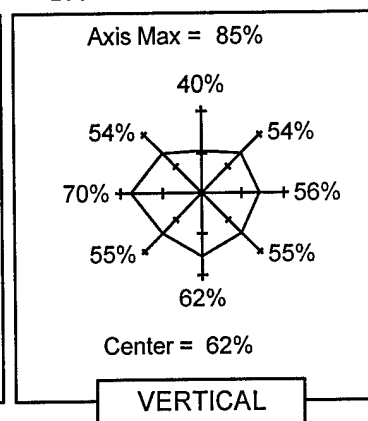 Axis Max = 85%
40%
54% 54%
70% 56%
55% 55%
62%
Center = 62%
VERTICAL